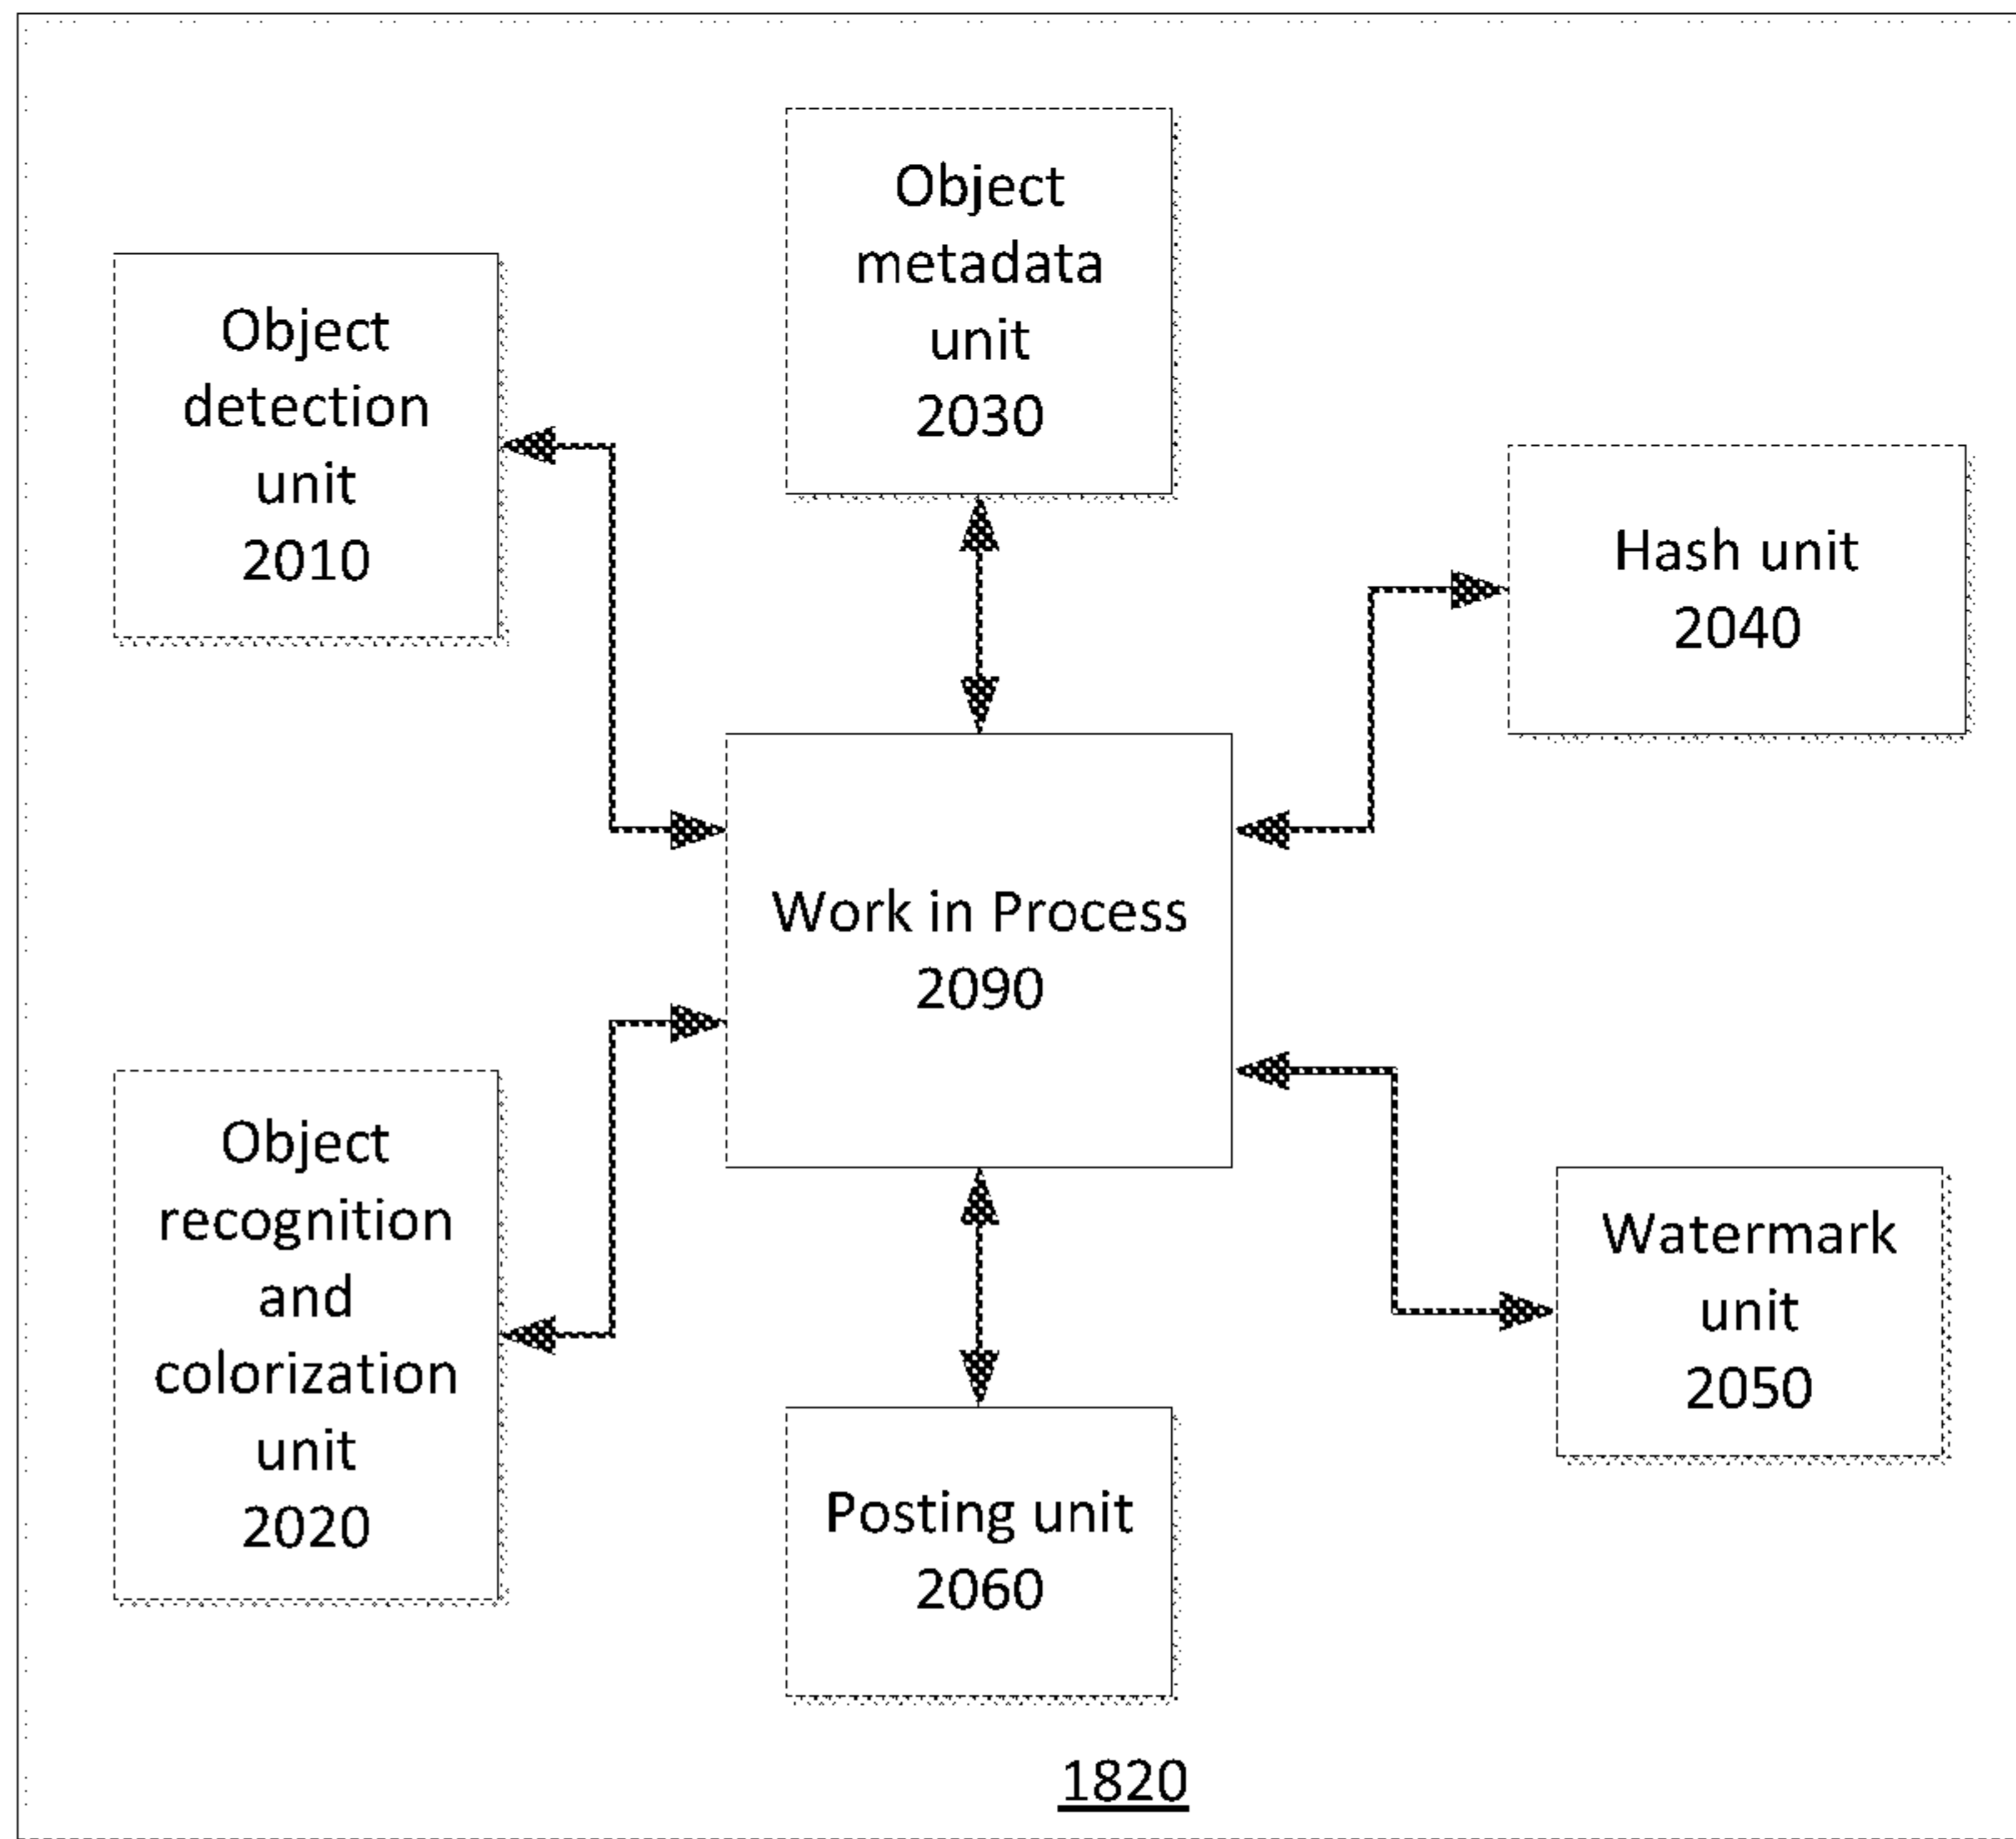 Object
metadata
unit
2030
Object
detection
unit
2010
Hash unit
2040
Work in Process
2090
Object
recognition
and
colorization
unit
2020
Watermark
unit
2050
Posting unit
2060
1820